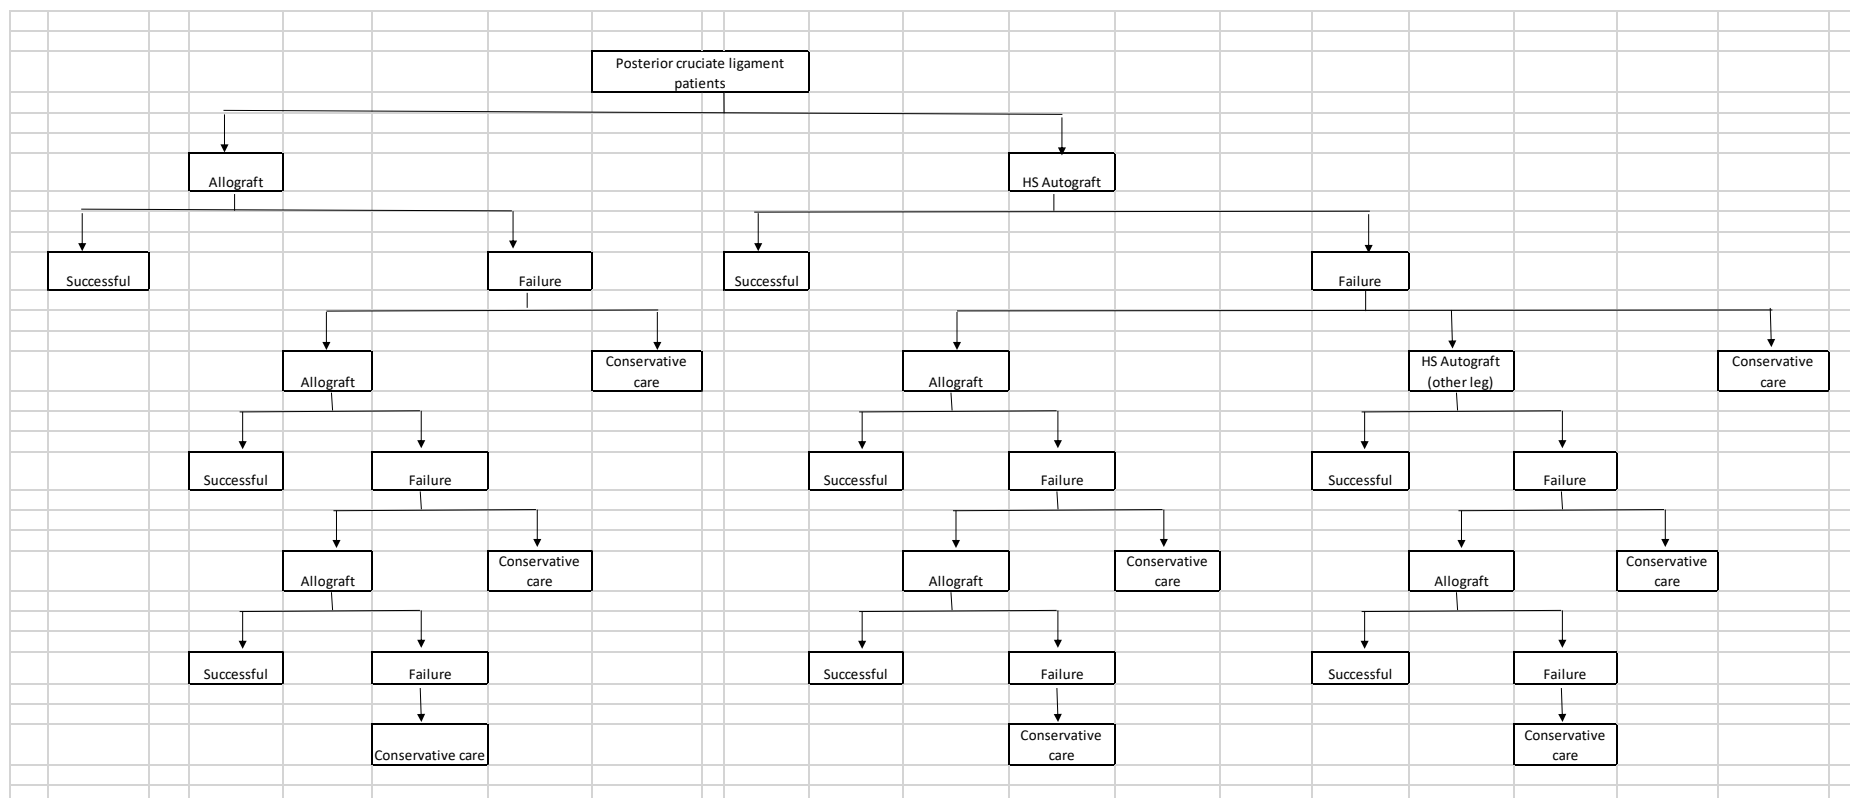 Posterior cruciate ligament
patients
Allograft
HS Autograft
Successful
Failure
Successful
Failure
Allograft
Conservative
care
Allograft
HS Autograft
(other leg)
Conservative
care
Successful
Failure
Successful
Failure
Successful
Failure
Allograft
Conservative
care
Allograft
Conservative
care
Allograft
Conservative
care
Successful
Failure
Successful
Failure
Successful
Failure
Conservative care
Conservative
care
Conservative
care